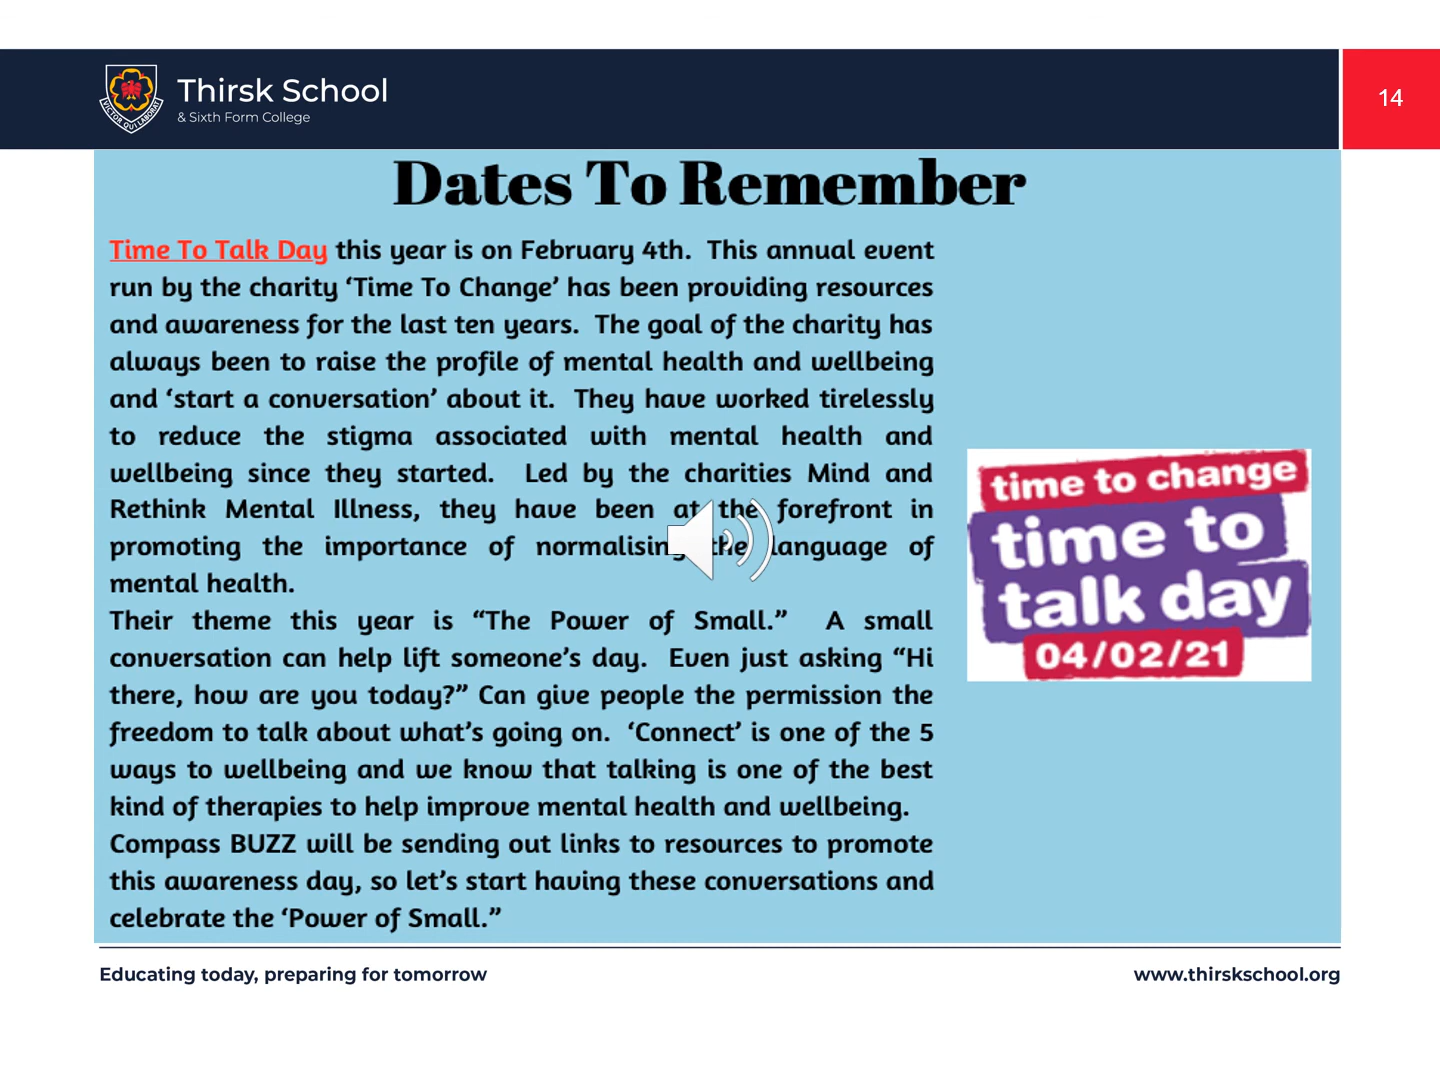 VICTOR QUI LABORAT
Thirsk School
& Sixth Form College
14
Dates To Remember
Time To Talk Day this year is on February 4th. This annual event
run by the charity ‘Time To Change’ has been providing resources
and awareness for the last ten years. The goal of the charity has
always been to raise the profile of mental health and wellbeing
and ‘start a conversation’ about it. They have worked tirelessly
to reduce the stigma associated with mental health and
wellbeing since they started. Led by the charities Mind and
Rethink Mental Illness, they have been at the forefront in
promoting the importance of normalising the language of
mental health.
Their theme this year is “The Power of Small.” A small
conversation can help lift someone’s day. Even just asking “Hi
there, how are you today?” Can give people the permission the
freedom to talk about what’s going on. ‘Connect’ is one of the 5
ways to wellbeing and we know that talking is one of the best
kind of therapies to help improve mental health and wellbeing.
Compass BUZZ will be sending out links to resources to promote
this awareness day, so let’s start having these conversations and
celebrate the ‘Power of Small.”
time to change
time to
talk day
04/02/21
Educating today, preparing for tomorrow
www.thirskschool.org